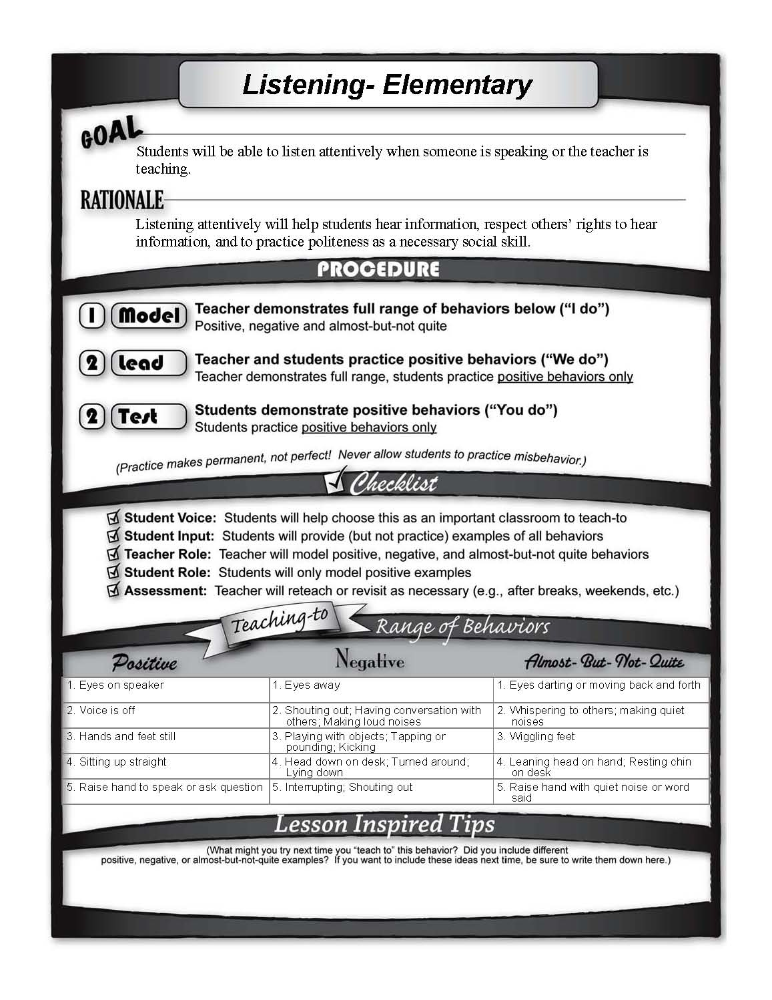 Listening- Elementary
GOAL
Students will be able to listen attentively when someone is speaking or the teacher is
teaching.
RATIONALE
Listening attentively will help students hear information, respect others’ rights to hear
information, and to practice politeness as a necessary social skill.
PROCEDURE
1 Model Teacher demonstrates full range of behaviors below (“I do”)
Positive, negative and almost-but-not quite
2 Lead Teacher and students practice positive behaviors (“We do”)
Teacher demonstrates full range, students practice positive behaviors only
2 Test Students demonstrate positive behaviors (“You do”)
Students practice positive behaviors only
(Practice makes permanent, not perfect! Never allow students to practice misbehavior.)
Checklist
Student Voice: Students will help choose this as an important classroom to teach-to
Student Input: Students will provide (but not practice) examples of all behaviors
Teacher Role: Teacher will model positive, negative, and almost-but-not quite behaviors
Student Role: Students will only model positive examples
Assessment: Teacher will reteach or revisit as necessary (e.g., after breaks, weekends, etc.)
Teaching-to Range of Behaviors
Positive Negative Almost-But-Not-Quite
1. Eyes on speaker 1. Eyes away 1. Eyes darting or moving back and forth
2. Voice is off 2. Shouting out; Having conversation with 2. Whispering to others; making quiet
others; Making loud noises noises
3. Hands and feet still 3. Playing with objects; Tapping or 3. Wiggling feet
pounding; Kicking
4. Sitting up straight 4. Head down on desk; Turned around; 4. Leaning head on hand; Resting chin
Lying down on desk
5. Raise hand to speak or ask question 5. Interrupting; Shouting out 5. Raise hand with quiet noise or word
said
Lesson Inspired Tips
(What might you try next time you “teach to” this behavior? Did you include different
positive, negative, or almost-but-not-quite examples? If you want to include these ideas next time, be sure to write them down here.)